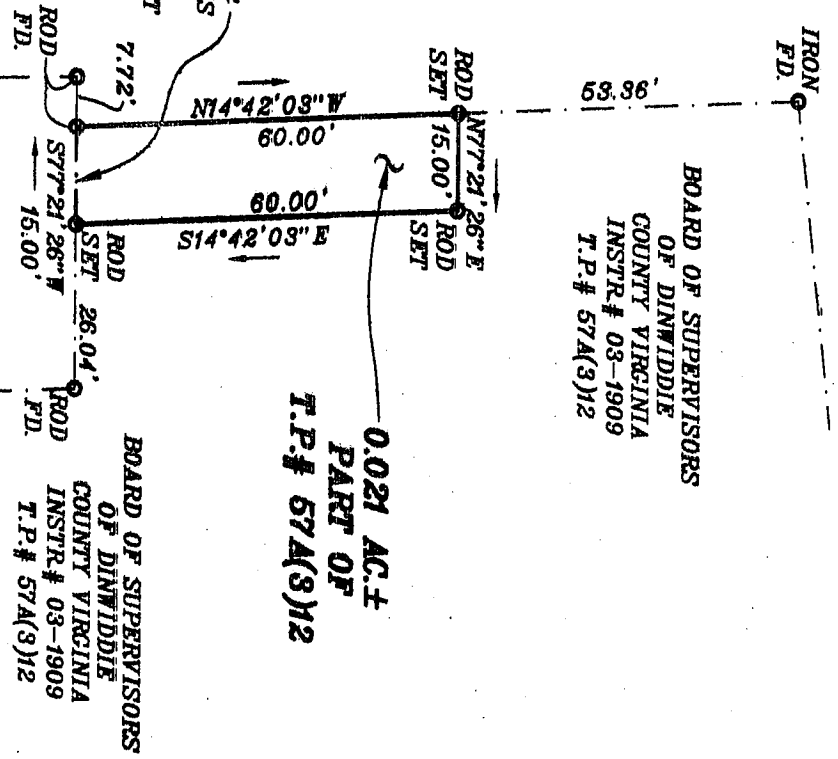 IRON
FD.
53.36'
ROD
SET
N77°21'26"E
15.00'
ROD
SET
N14°42'03"W
60.00'
60.00'
S14°42'03"E
7.72'
ROD
FD.
S77°21'26"W
15.00'
ROD
SET
26.04'
ROD
FD.
BOARD OF SUPERVISORS
OF DINWIDDIE
COUNTY VIRGINIA
INSTR.# 03-1909
T.P.# 57A(3)12
0.021 AC.±
PART OF
T.P.# 57A(3)12
BOARD OF SUPERVISORS
OF DINWIDDIE
COUNTY VIRGINIA
INSTR.# 03-1909
T.P.# 57A(3)12